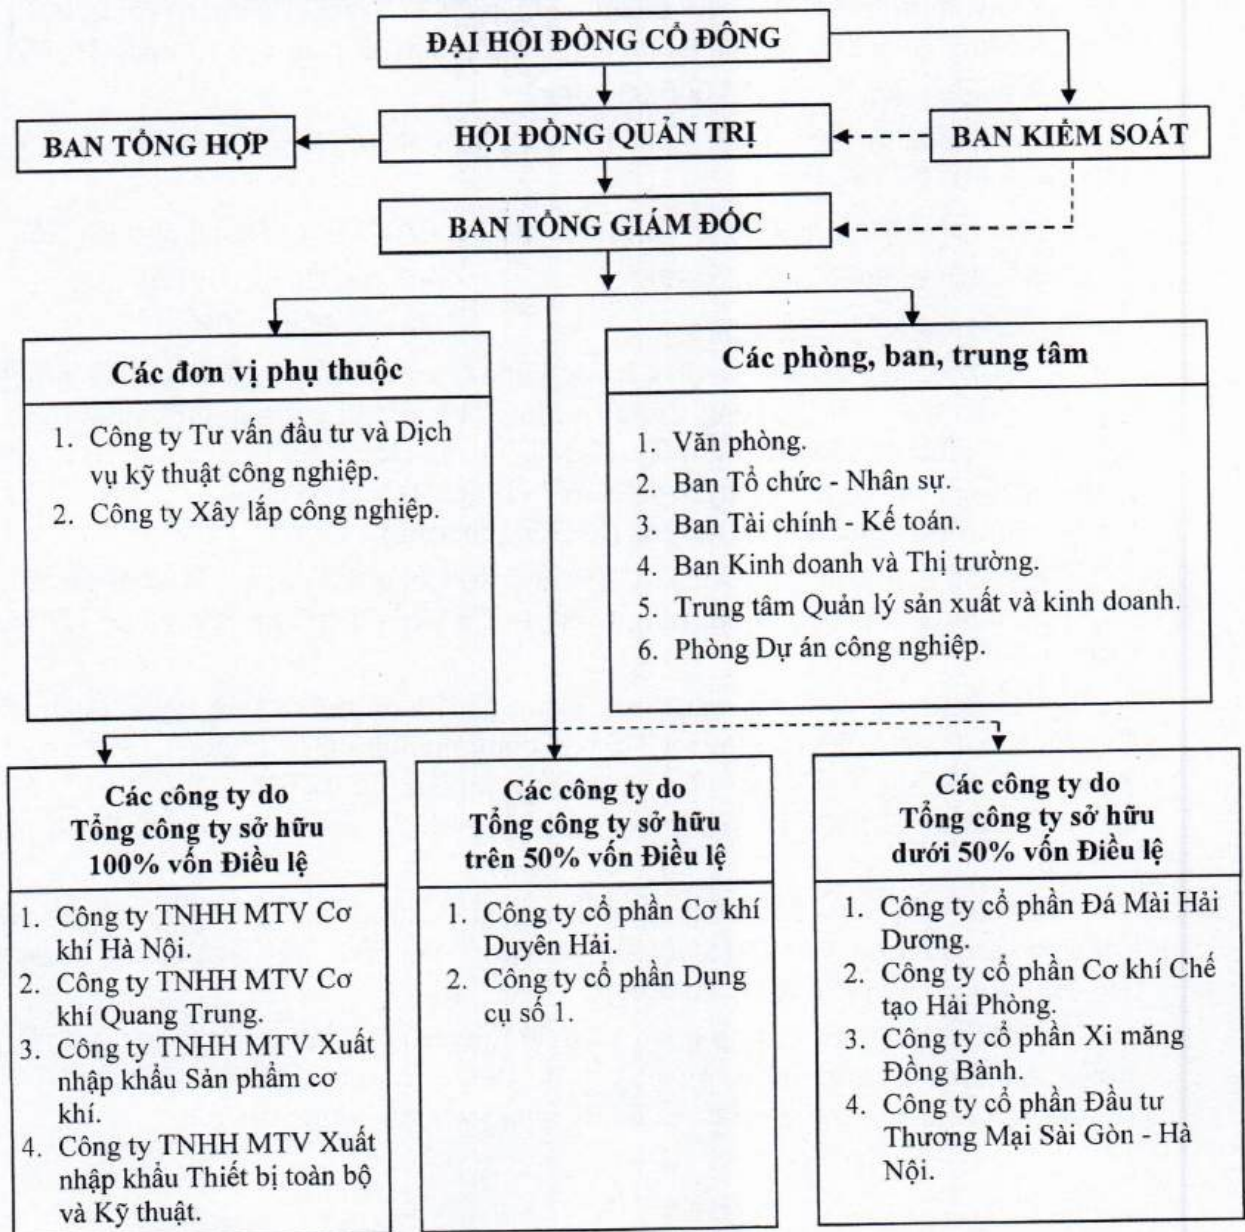 ĐẠI HỘI ĐỒNG CỔ ĐÔNG
BAN TỔNG HỢP
HỘI ĐỒNG QUẢN TRỊ
BAN KIỂM SOÁT
BAN TỔNG GIÁM ĐỐC
Các đơn vị phụ thuộc
1. Công ty Tư vấn đầu tư và Dịch
vụ kỹ thuật công nghiệp.
2. Công ty Xây lắp công nghiệp.
Các phòng, ban, trung tâm
1. Văn phòng.
2. Ban Tổ chức - Nhân sự.
3. Ban Tài chính - Kế toán.
4. Ban Kinh doanh và Thị trường.
5. Trung tâm Quản lý sản xuất và kinh doanh.
6. Phòng Dự án công nghiệp.
Các công ty do
Tổng công ty sở hữu
100% vốn Điều lệ
1. Công ty TNHH MTV Cơ
khí Hà Nội.
2. Công ty TNHH MTV Cơ
khí Quang Trung.
3. Công ty TNHH MTV Xuất
nhập khẩu Sản phẩm cơ
khí.
4. Công ty TNHH MTV Xuất
nhập khẩu Thiết bị toàn bộ
và Kỹ thuật.
Các công ty do
Tổng công ty sở hữu
trên 50% vốn Điều lệ
1. Công ty cổ phần Cơ khí
Duyên Hải.
2. Công ty cổ phần Dụng
cụ số 1.
Các công ty do
Tổng công ty sở hữu
dưới 50% vốn Điều lệ
1. Công ty cổ phần Đá Mài Hải
Dương.
2. Công ty cổ phần Cơ khí Chế
tạo Hải Phòng.
3. Công ty cổ phần Xi măng
Đồng Bành.
4. Công ty cổ phần Đầu tư
Thương Mại Sài Gòn - Hà
Nội.